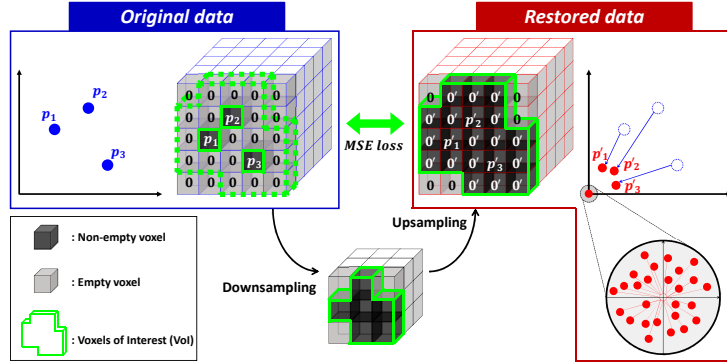 Original data
Restored data
p₂
p₁
p₃
0 0 0 0 0
0 0 p₂ 0 0
0 p₁ 0 0 0
0 0 0 p₃ 0
0 0 0 0 0
MSE loss
0 0′ 0′ 0′ 0
0′ 0′ p′₂ 0′ 0
0′ p′₁ 0′ 0′ 0′
0′ 0′ 0′ p′₃ 0′
0 0 0′ 0′ 0′
p′₁
p′₂
p′₃
: Non-empty voxel
: Empty voxel
: Voxels of Interest (VoI)
Downsampling
Upsampling